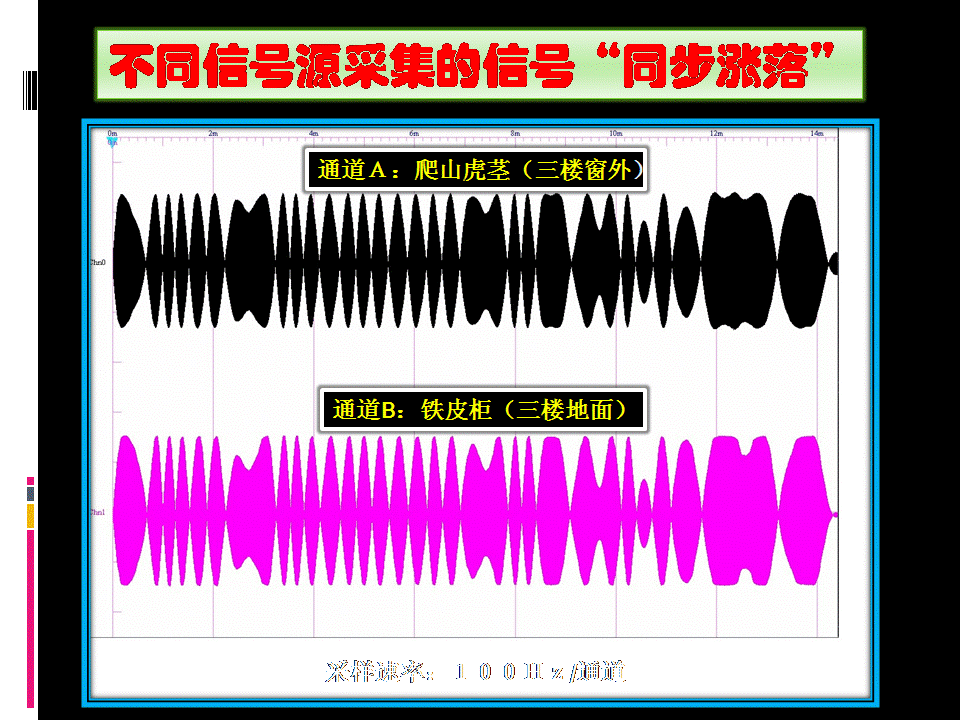 不同信号源采集的信号“同步涨落”
0m 2m 4m 6m 8m 10m 12m 14m
通道A：爬山虎茎（三楼窗外）
Chn0
通道B：铁皮柜（三楼地面）
Chn1
采样速率：100Hz/通道